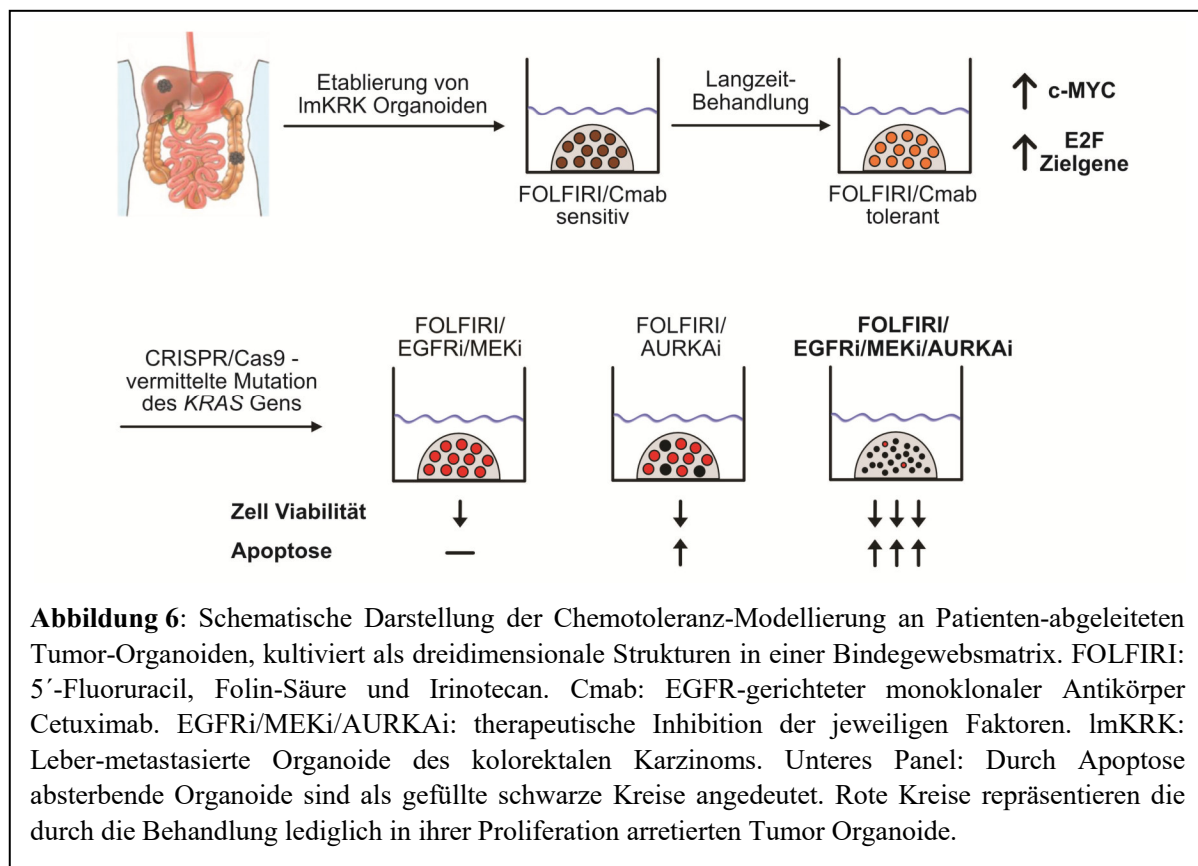 Etablierung von
lmKRK Organoiden
FOLFIRI/Cmab
sensitiv
Langzeit-
Behandlung
FOLFIRI/Cmab
tolerant
↑ c-MYC
↑ E2F
Zielgene
CRISPR/Cas9 -
vermittelte Mutation
des KRAS Gens
FOLFIRI/
EGFRi/MEKi
FOLFIRI/
AURKAi
FOLFIRI/
EGFRi/MEKi/AURKAi
Zell Viabilität ↓ ↓ ↓ ↓ ↓
Apoptose — ↑ ↑ ↑ ↑
Abbildung 6: Schematische Darstellung der Chemotoleranz-Modellierung an Patienten-abgeleiteten
Tumor-Organoiden, kultiviert als dreidimensionale Strukturen in einer Bindegewebsmatrix. FOLFIRI:
5´-Fluoruracil, Folin-Säure und Irinotecan. Cmab: EGFR-gerichteter monoklonaler Antikörper
Cetuximab. EGFRi/MEKi/AURKAi: therapeutische Inhibition der jeweiligen Faktoren. lmKRK:
Leber-metastasierte Organoide des kolorektalen Karzinoms. Unteres Panel: Durch Apoptose
absterbende Organoide sind als gefüllte schwarze Kreise angedeutet. Rote Kreise repräsentieren die
durch die Behandlung lediglich in ihrer Proliferation arretierten Tumor Organoide.